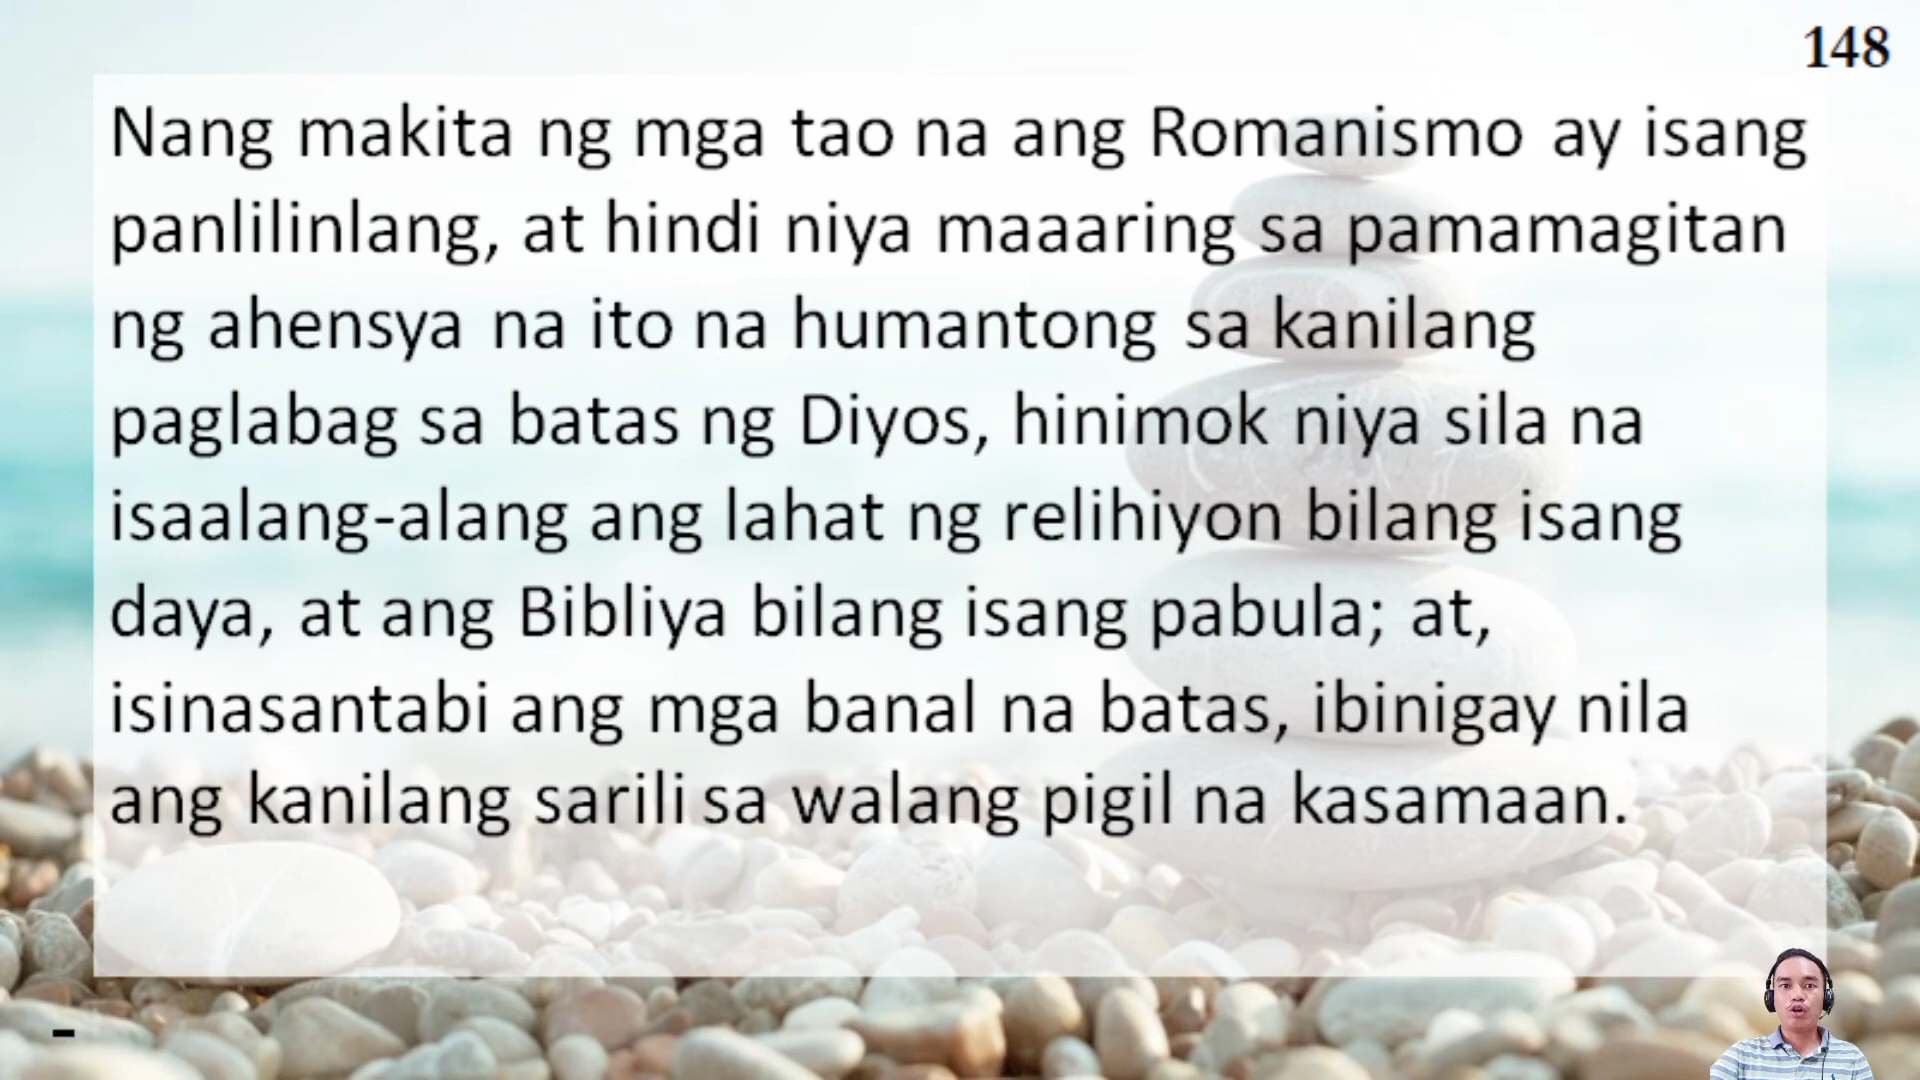 148
Nang makita ng mga tao na ang Romanismo ay isang
panlilinlang, at hindi niya maaaring sa pamamagitan
ng ahensya na ito na humantong sa kanilang
paglabag sa batas ng Diyos, hinimok niya sila na
isaalang-alang ang lahat ng relihiyon bilang isang
daya, at ang Bibliya bilang isang pabula; at,
isinasantabi ang mga banal na batas, ibinigay nila
ang kanilang sarili sa walang pigil na kasamaan.
-